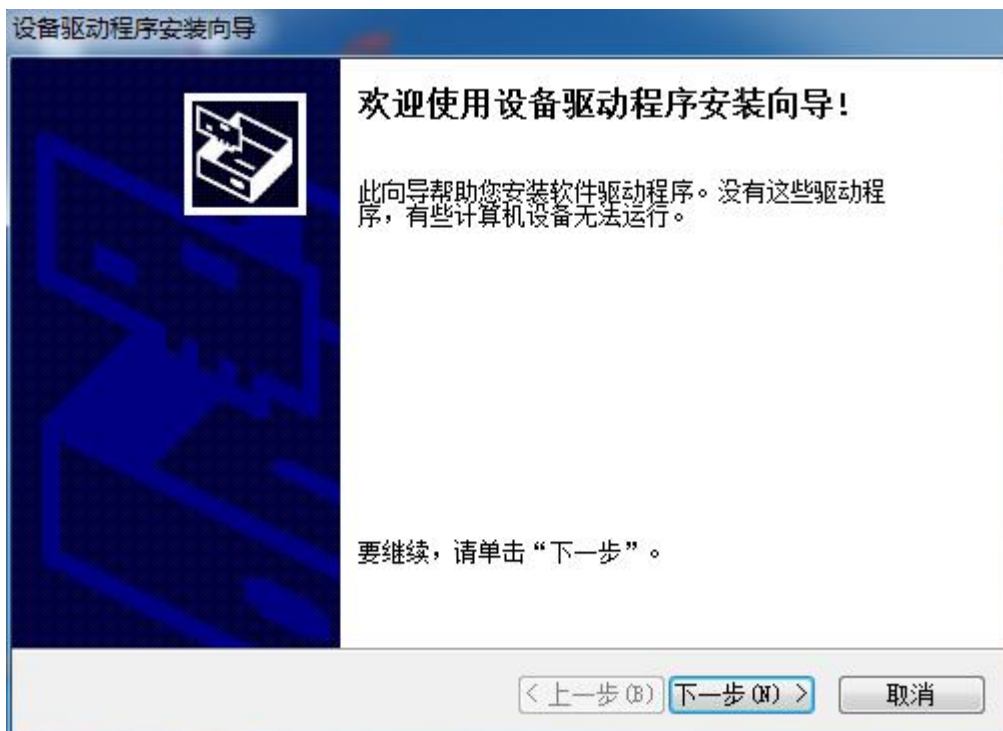 设备驱动程序安装向导
欢迎使用设备驱动程序安装向导!
此向导帮助您安装软件驱动程序。没有这些驱动程
序，有些计算机设备无法运行。
要继续，请单击“下一步”。
< 上一步(B) 下一步(N) > 取消